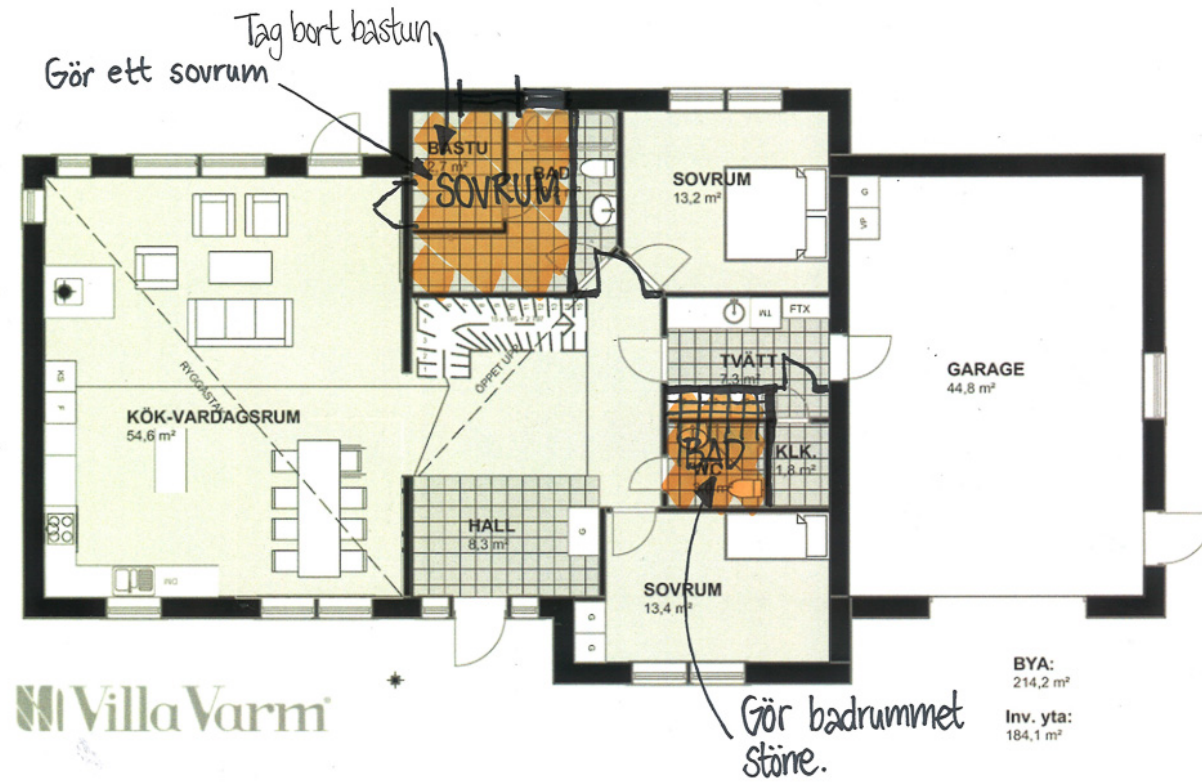 Tag bort bastun
Gör ett sovrum
BASTU
2,7 m²
BAD
SOVRUM
SOVRUM
13,2 m²
G
VP
TM
FTX
TVÄTT
7,3 m²
GARAGE
44,8 m²
ÖPPET UPP
RYGGÅSTAK
KS
F
KÖK-VARDAGSRUM
54,6 m²
BAD
WC
KLK.
1,8 m²
HALL
8,3 m²
G
DM
SOVRUM
13,4 m²
G
G
Villa Varm
Gör badrummet
större.
BYA:
214,2 m²
Inv. yta:
184,1 m²